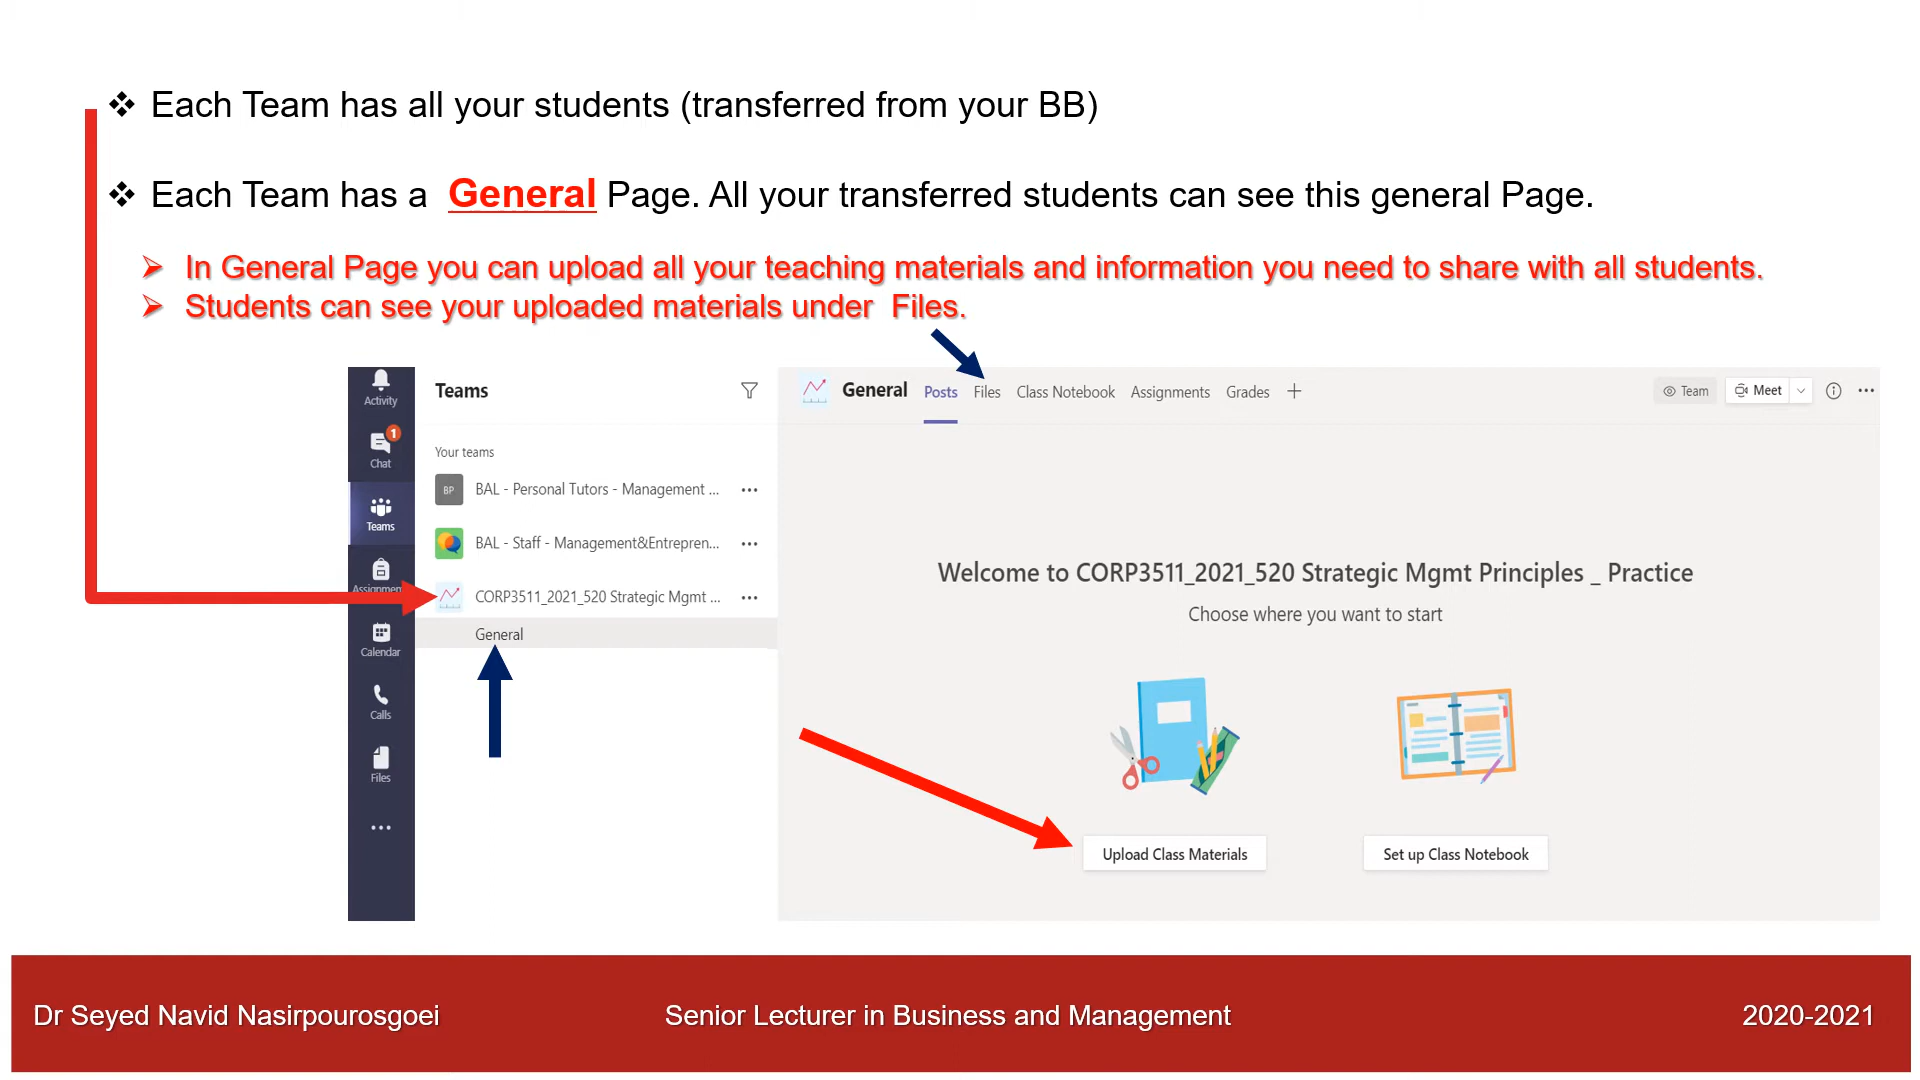 Each Team has all your students (transferred from your BB)
Each Team has a General Page. All your transferred students can see this general Page.
In General Page you can upload all your teaching materials and information you need to share with all students.
Students can see your uploaded materials under Files.
Activity
1
Chat
Teams
Assignmen
Calendar
Calls
Files
Teams
Your teams
BP
BAL - Personal Tutors - Management ...
BAL - Staff - Management&Entrepren...
CORP3511_2021_520 Strategic Mgmt ...
General
General Posts Files Class Notebook Assignments Grades
Team
Meet
Welcome to CORP3511_2021_520 Strategic Mgmt Principles _ Practice
Choose where you want to start
Upload Class Materials
Set up Class Notebook
Dr Seyed Navid Nasirpourosgoei
Senior Lecturer in Business and Management
2020-2021